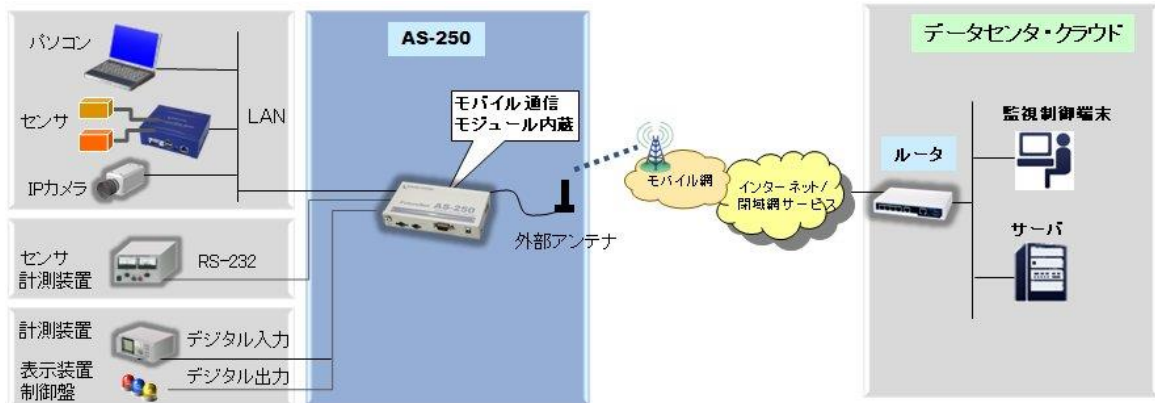 パソコン
センサ
IPカメラ
LAN
センサ
計測装置
RS-232
計測装置
デジタル入力
表示装置
制御盤
デジタル出力
AS-250
モバイル通信
モジュール内蔵
AS-250
外部アンテナ
モバイル網
インターネット/
閉域網サービス
データセンタ・クラウド
ルータ
監視制御端末
サーバ